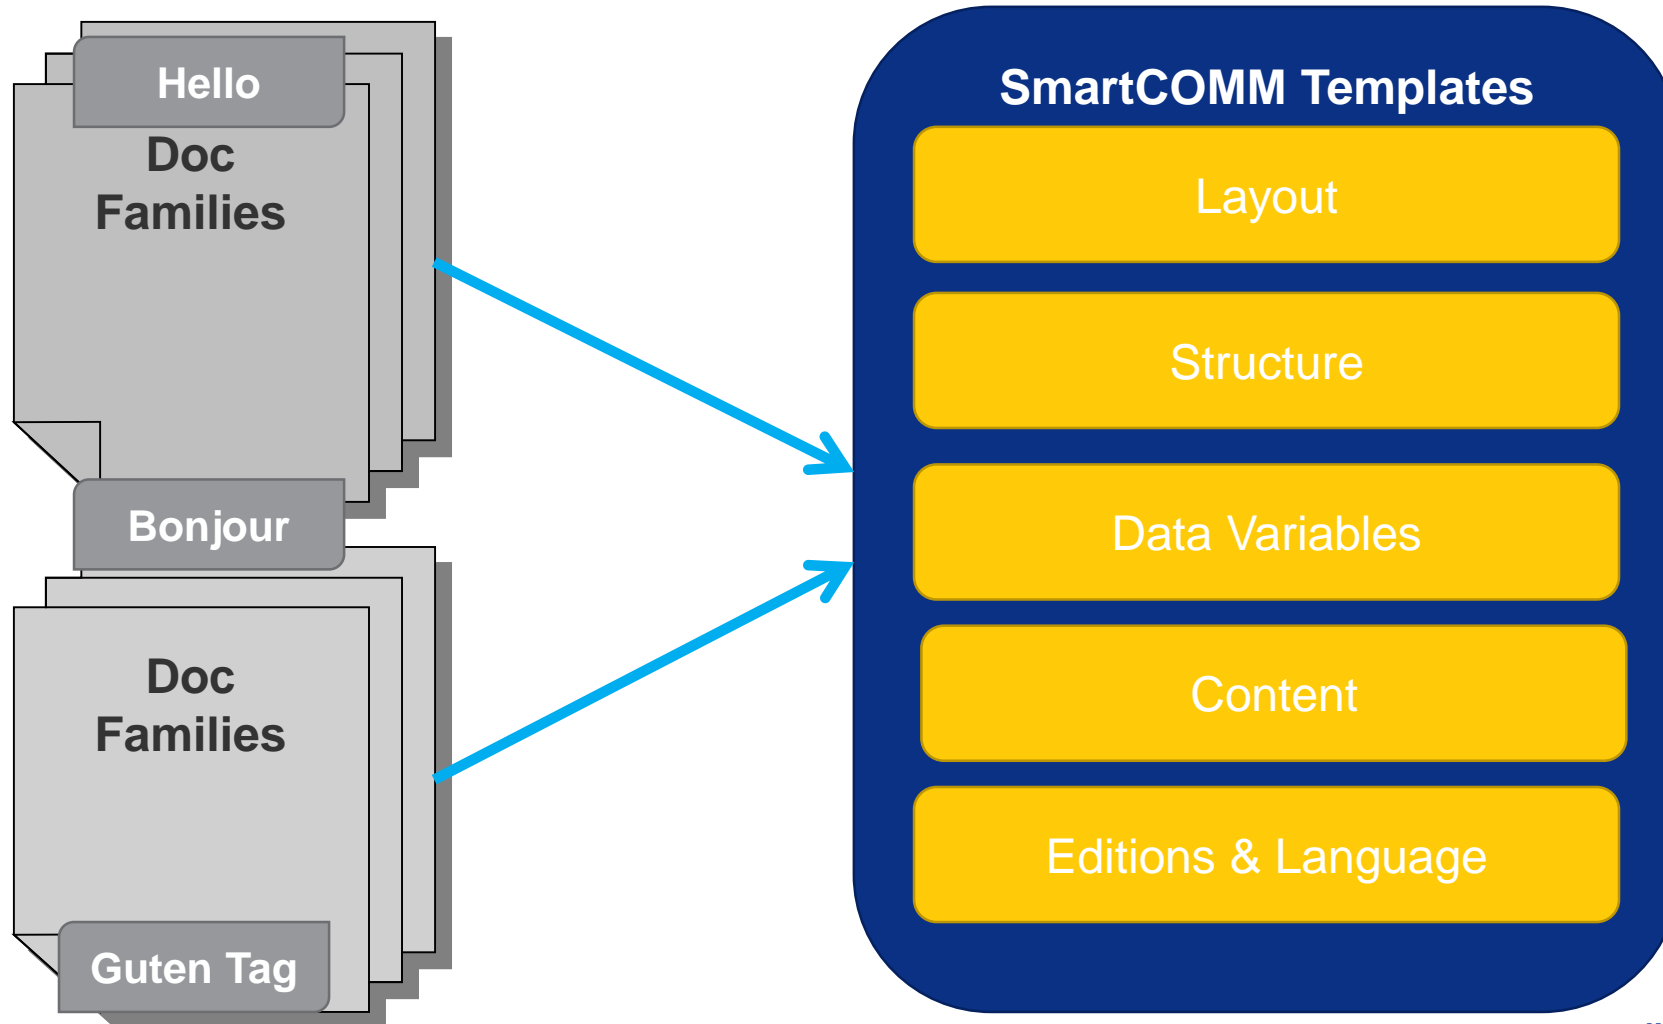 Hello
Doc
Families
Bonjour
Doc
Families
Guten Tag
SmartCOMM Templates
Layout
Structure
Data Variables
Content
Editions & Language